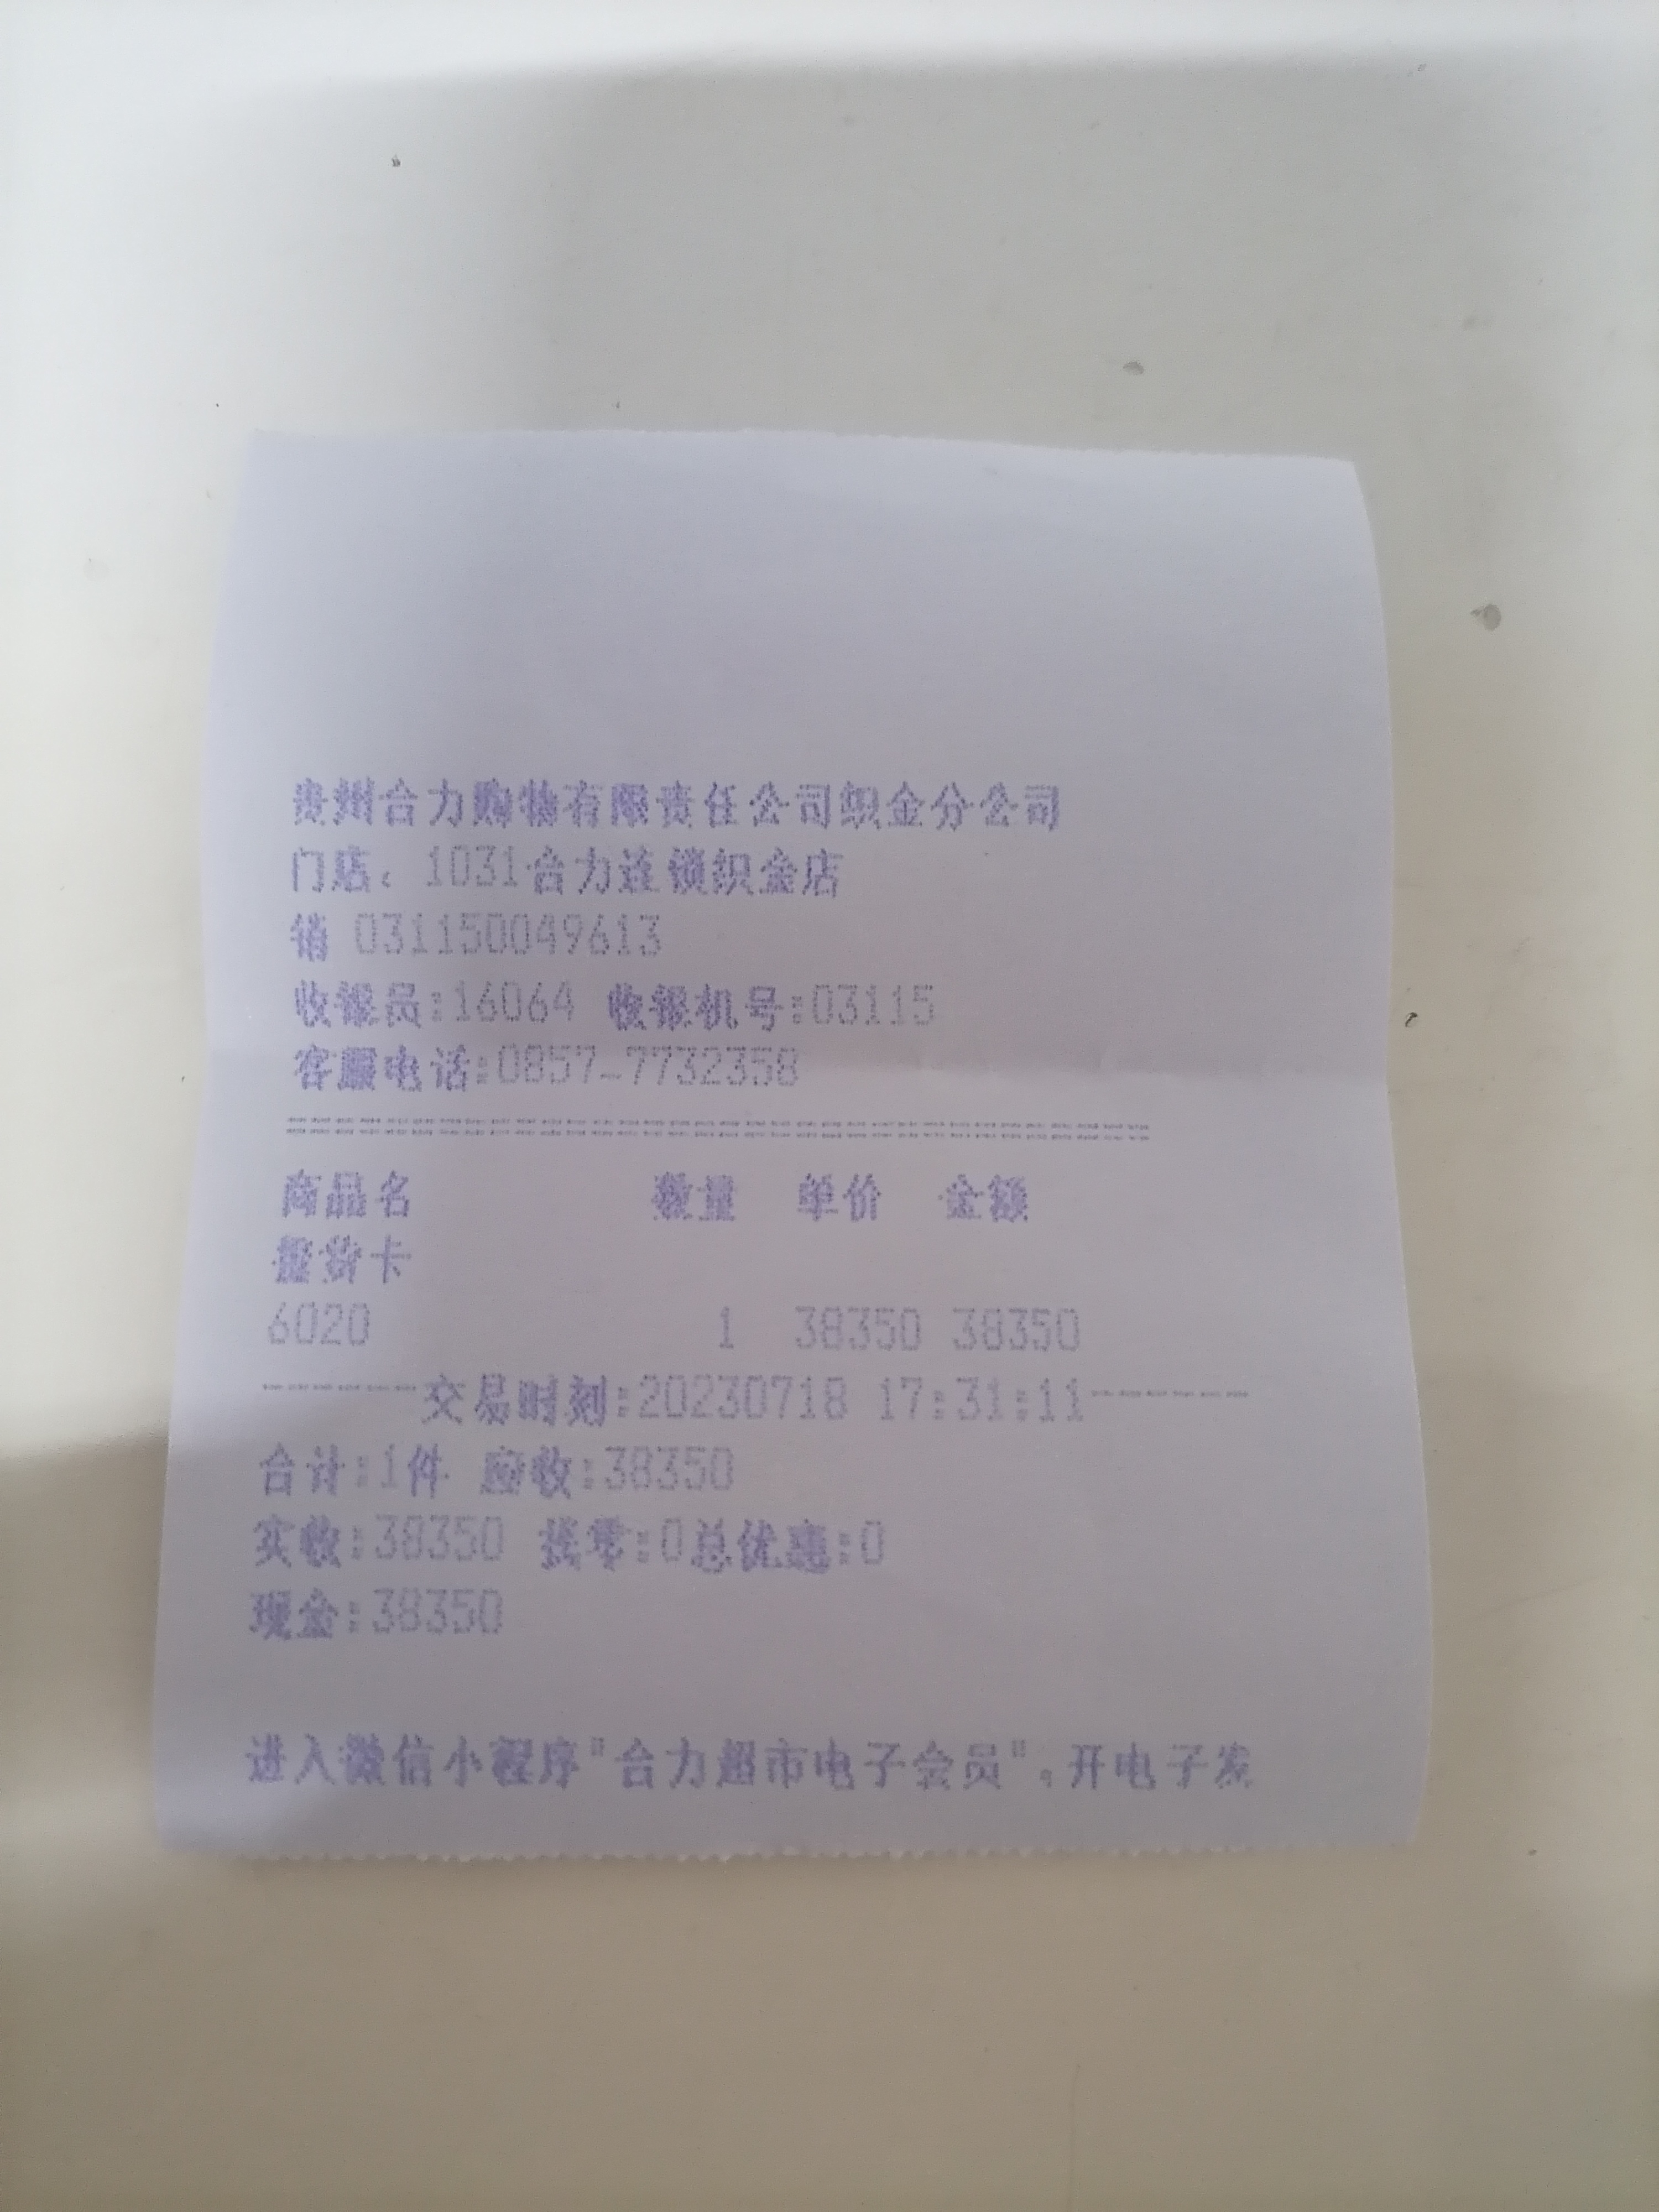 贵州合力购物有限责任公司织金分公司
门店: 1031合力连锁织金店
销 031150049613
收银员:16064 收银机号:03115
客服电话:0857-7732358
======================================
商品名 数量 单价 金额
提货卡
6020 1 38350 38350
-------交易时刻:20230718 17:31:11-------
合计:1件 应收:38350
实收:38350 找零:0总优惠:0
现金:38350
进入微信小程序"合力超市电子会员",开电子发